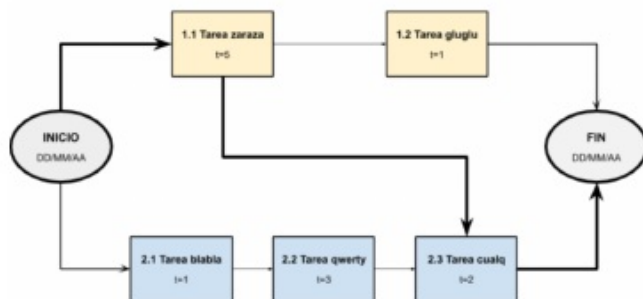 1.1 Tarea zaraza
t=5
1.2 Tarea gluglu
t=1
INICIO
DD/MM/AA
FIN
DD/MM/AA
2.1 Tarea blabla
t=1
2.2 Tarea qwerty
t=3
2.3 Tarea cualq
t=2